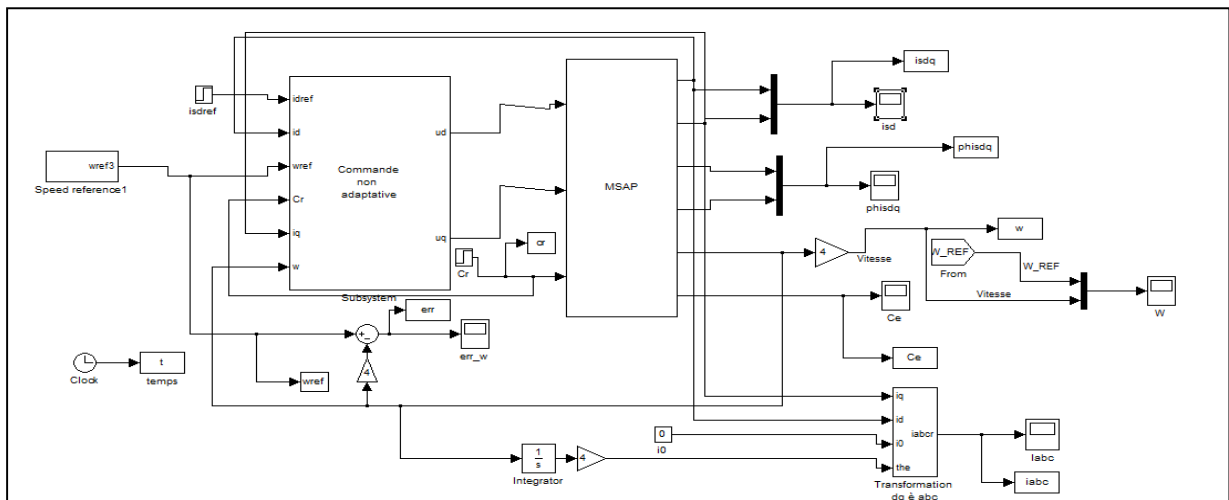 isdref
wref3
Speed reference1
idref
id
wref
Cr
iq
w
Commande
non
adaptative
ud
uq
Subsystem
Cr
cr
MSAP
isdq
isd
phisdq
phisdq
4
Vitesse
w
W_REF
From
W_REF
Vitesse
W
Ce
Ce
err
+
_
err_w
4
wref
Clock
t
temps
1
s
Integrator
4
0
i0
iq
id
i0
the
iabcr
Transformation
dq è abc
Iabc
iabc